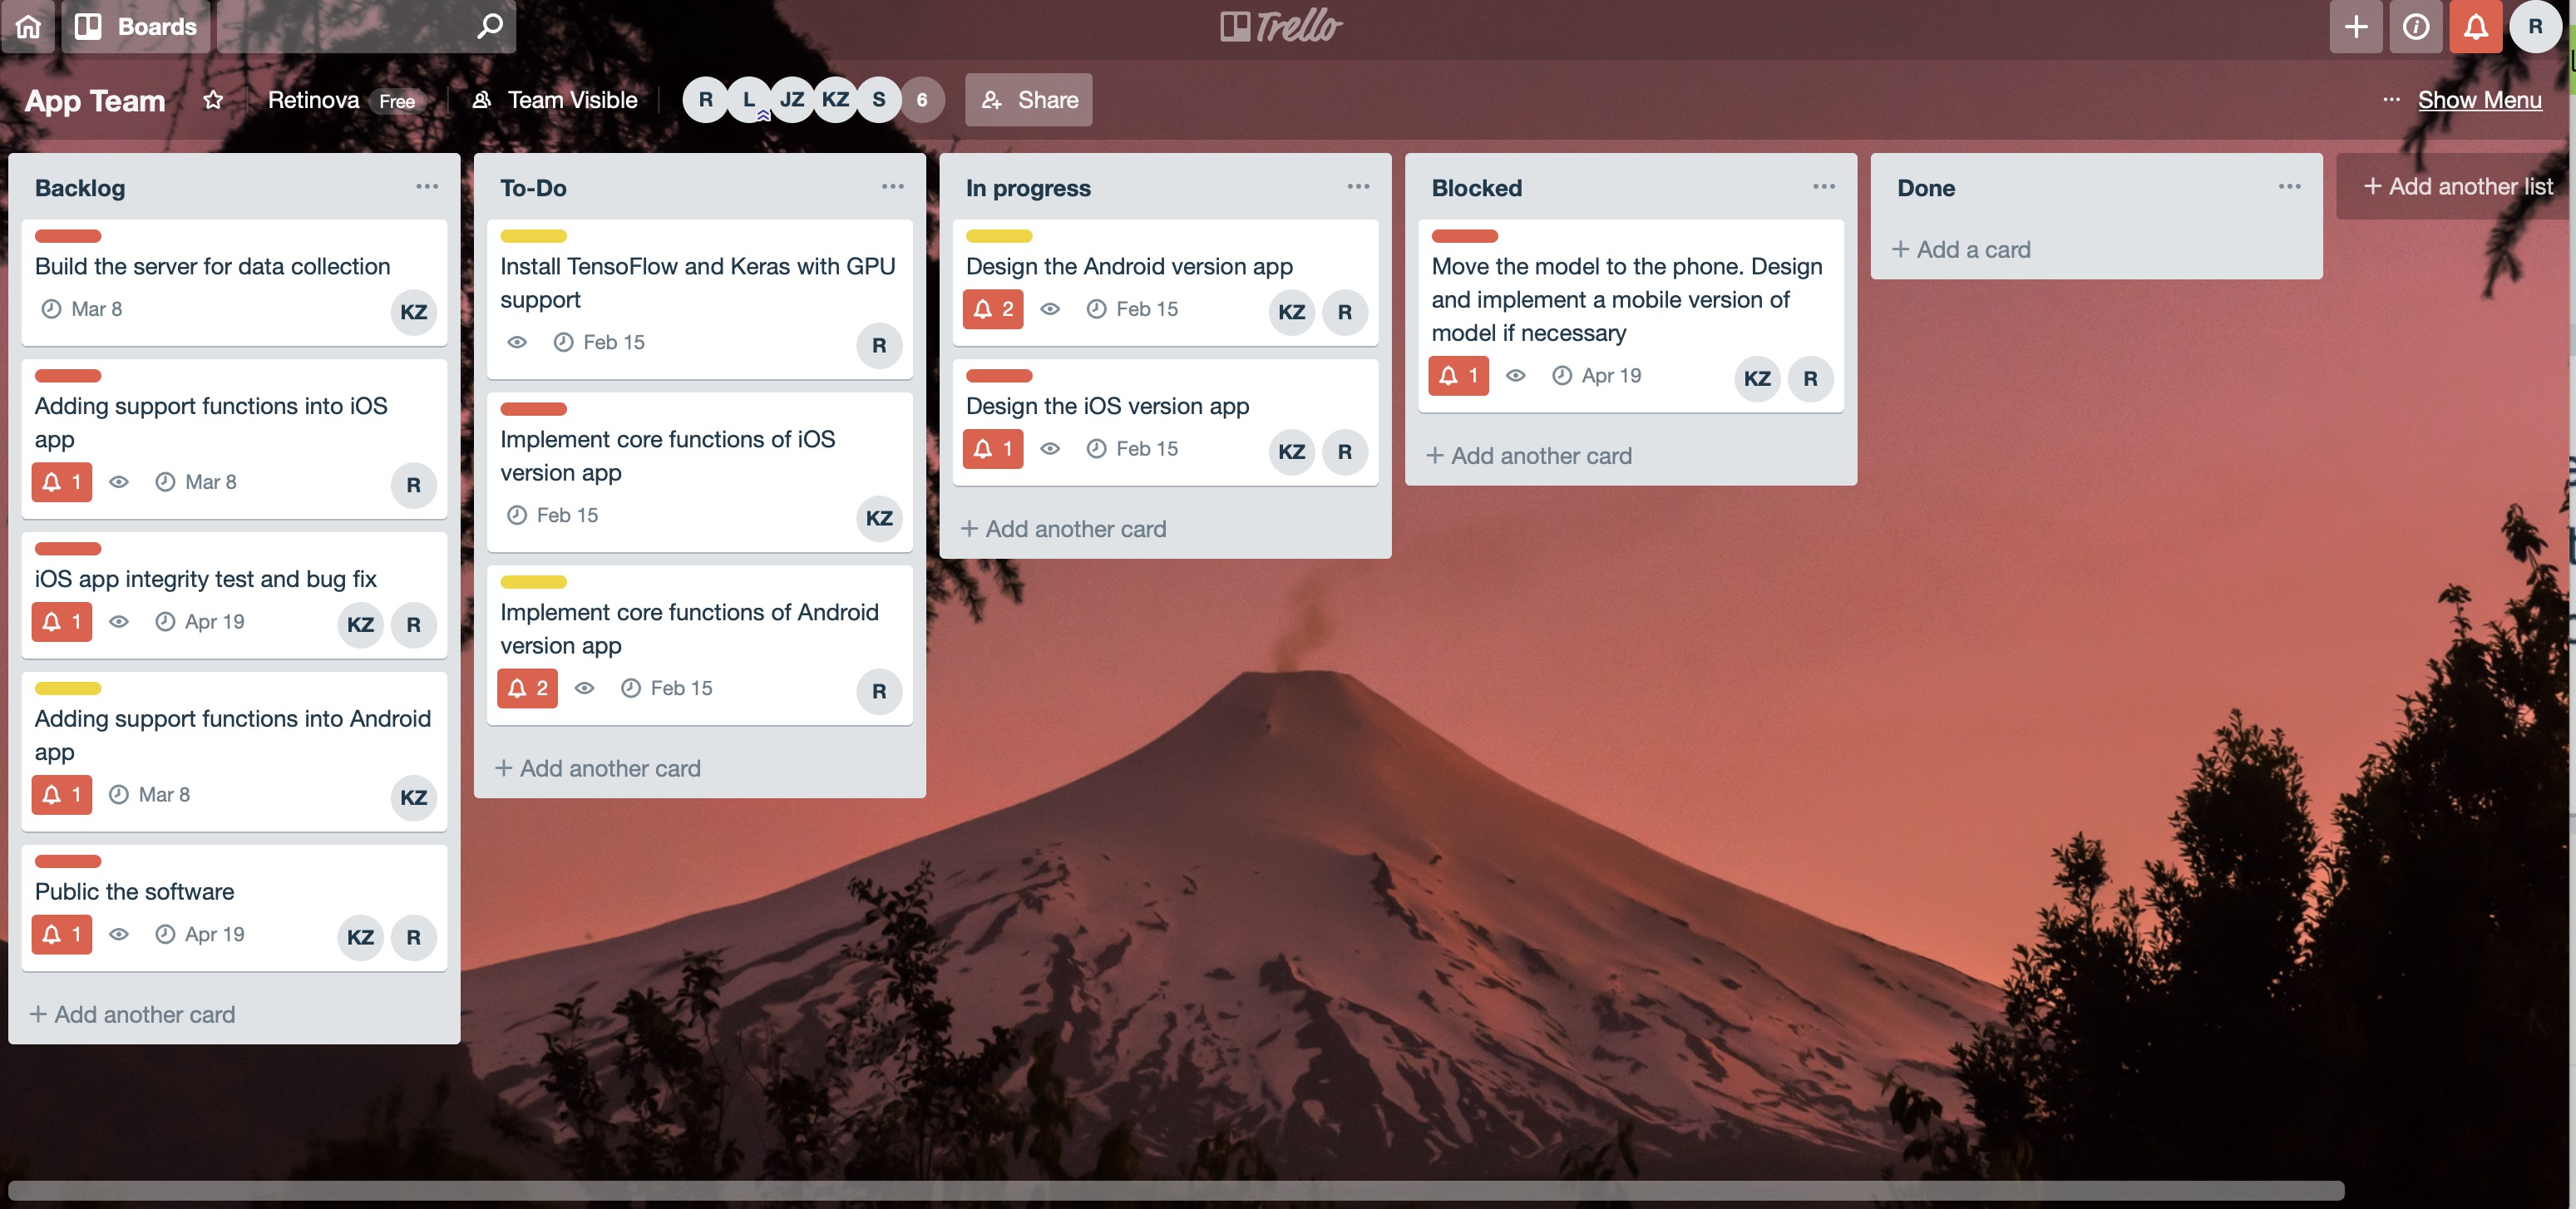 Boards
Trello
R
App Team
Retinova Free
Team Visible
R L JZ KZ S 6
Share
... Show Menu
Backlog
Build the server for data collection
Mar 8
KZ
Adding support functions into iOS
app
1 Mar 8
R
iOS app integrity test and bug fix
1 Apr 19
KZ R
Adding support functions into Android
app
1 Mar 8
KZ
Public the software
1 Apr 19
KZ R
+ Add another card
To-Do
Install TensoFlow and Keras with GPU
support
Feb 15
R
Implement core functions of iOS
version app
Feb 15
KZ
Implement core functions of Android
version app
2 Feb 15
R
+ Add another card
In progress
Design the Android version app
2 Feb 15
KZ R
Design the iOS version app
1 Feb 15
KZ R
+ Add another card
Blocked
Move the model to the phone. Design
and implement a mobile version of
model if necessary
1 Apr 19
KZ R
+ Add another card
Done
+ Add a card
+ Add another list